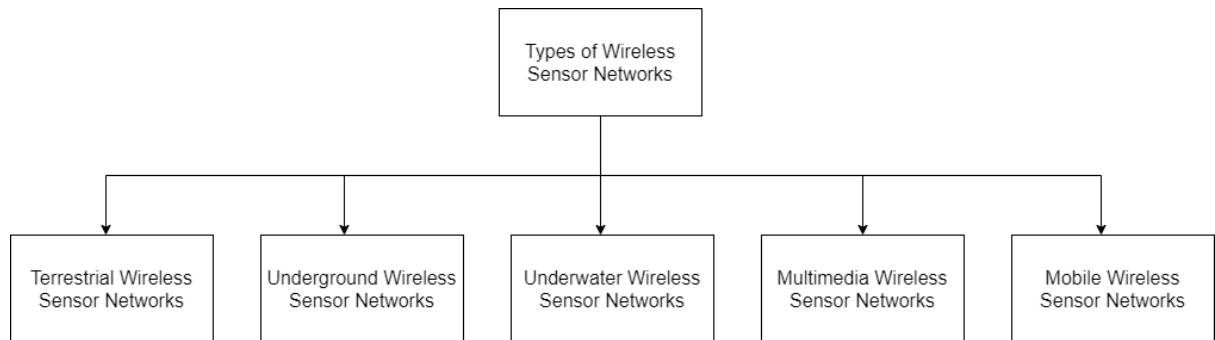 Types of Wireless
Sensor Networks
Terrestrial Wireless
Sensor Networks
Underground Wireless
Sensor Networks
Underwater Wireless
Sensor Networks
Multimedia Wireless
Sensor Networks
Mobile Wireless
Sensor Networks